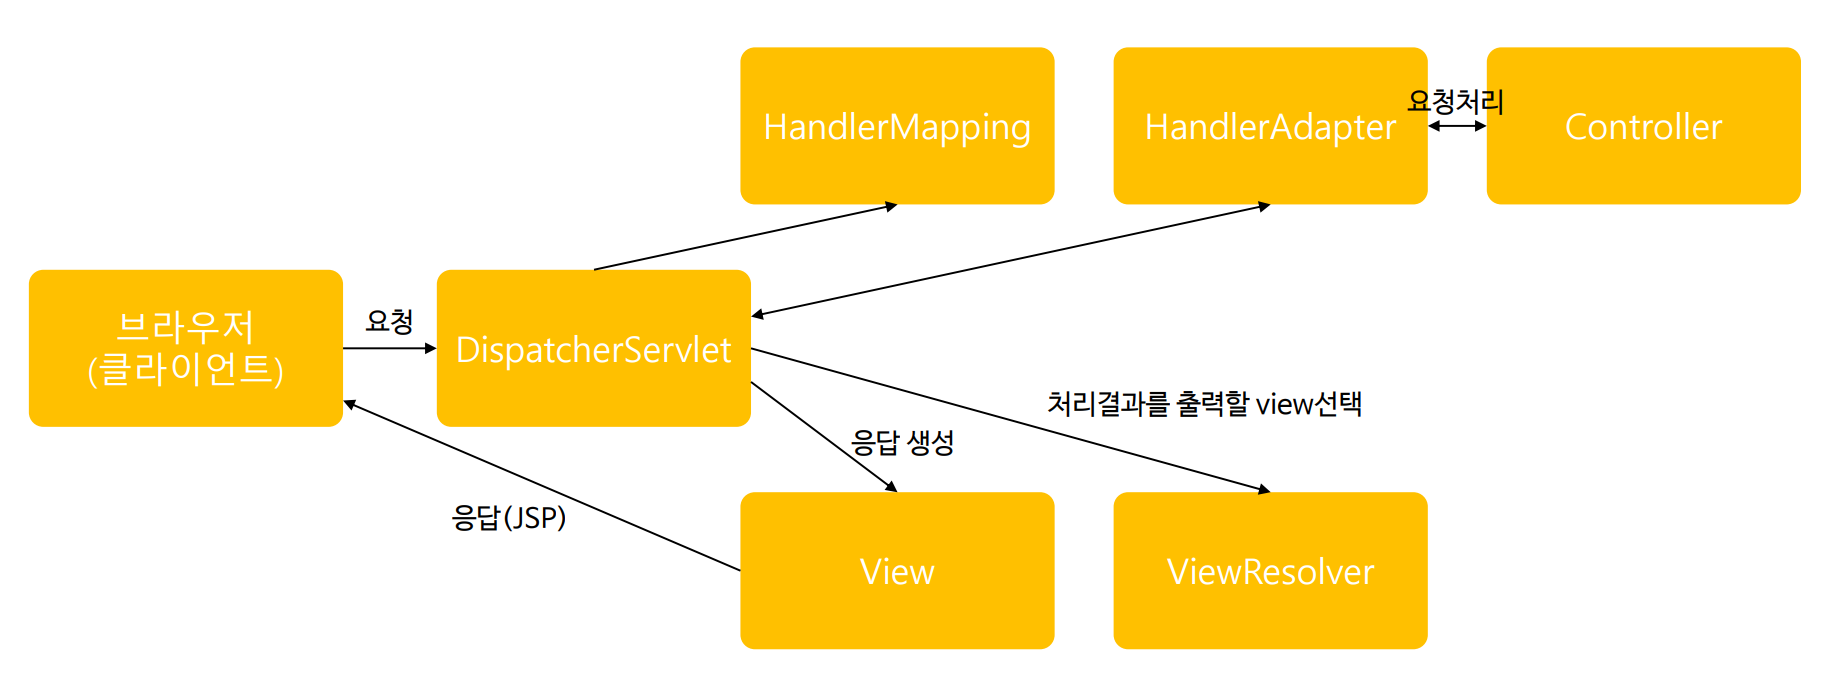 HandlerMapping
HandlerAdapter
요청처리
Controller
브라우저
(클라이언트)
요청
DispatcherServlet
처리결과를 출력할 view선택
응답 생성
응답(JSP)
View
ViewResolver